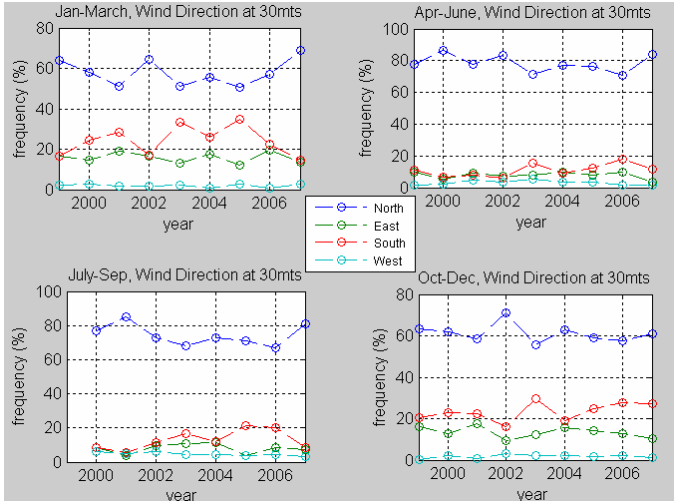 Jan-March, Wind Direction at 30mts
80
60
40
20
0
frequency (%)
2000 2002 2004 2006
year
Apr-June, Wind Direction at 30mts
100
80
60
40
20
0
frequency (%)
2000 2002 2004 2006
year
North
East
South
West
July-Sep, Wind Direction at 30mts
100
80
60
40
20
0
frequency (%)
2000 2002 2004 2006
year
Oct-Dec, Wind Direction at 30mts
80
60
40
20
0
frequency (%)
2000 2002 2004 2006
year